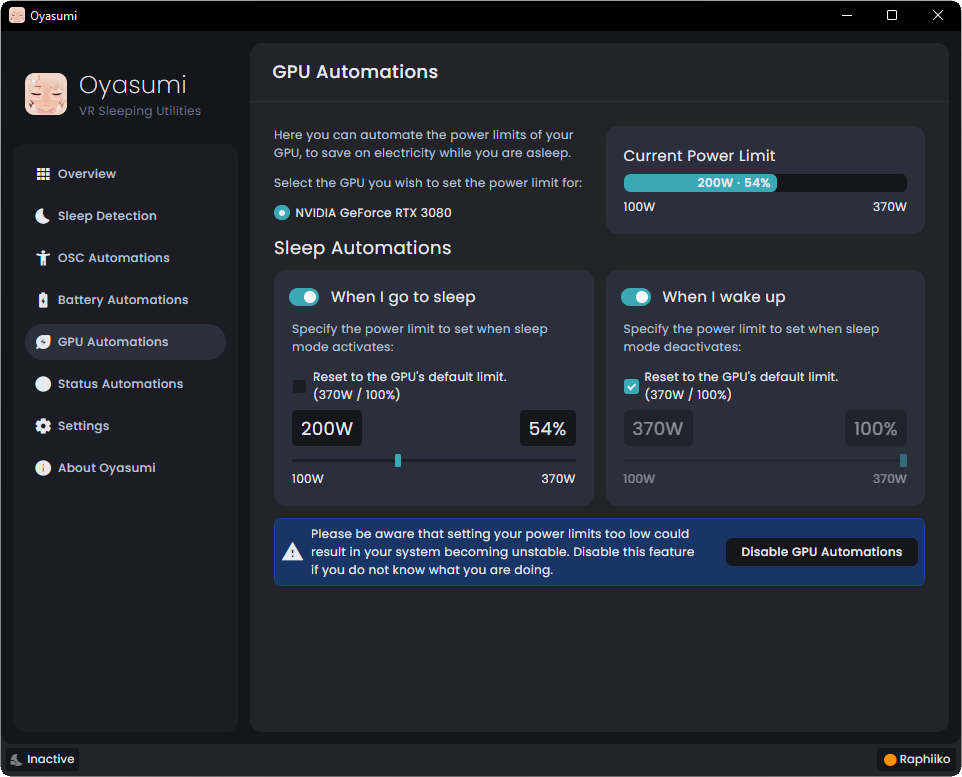 Oyasumi
Oyasumi
VR Sleeping Utilities
Overview
Sleep Detection
OSC Automations
Battery Automations
GPU Automations
Status Automations
Settings
About Oyasumi
GPU Automations
Here you can automate the power limits of your
GPU, to save on electricity while you are asleep.
Select the GPU you wish to set the power limit for:
NVIDIA GeForce RTX 3080
Current Power Limit
200W · 54%
100W 370W
Sleep Automations
When I go to sleep
Specify the power limit to set when sleep
mode activates:
Reset to the GPU's default limit.
(370W / 100%)
200W 54%
100W 370W
When I wake up
Specify the power limit to set when sleep
mode deactivates:
Reset to the GPU's default limit.
(370W / 100%)
370W 100%
100W 370W
Please be aware that setting your power limits too low could
result in your system becoming unstable. Disable this feature
if you do not know what you are doing.
Disable GPU Automations
Inactive
Raphiiko